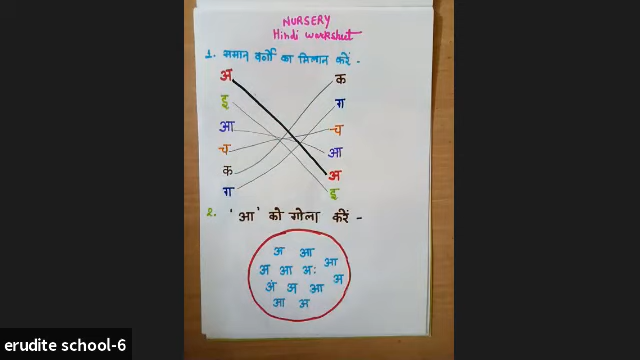 NURSERY
Hindi worksheet
1. समान वर्णों का मिलान करें -
अ क
इ ग
आ च
च आ
क अ
ग इ
2. 'आ' को गोला करें -
अ आ
अ आ अः आ
अं अ आ अ
आ अ
erudite school-6